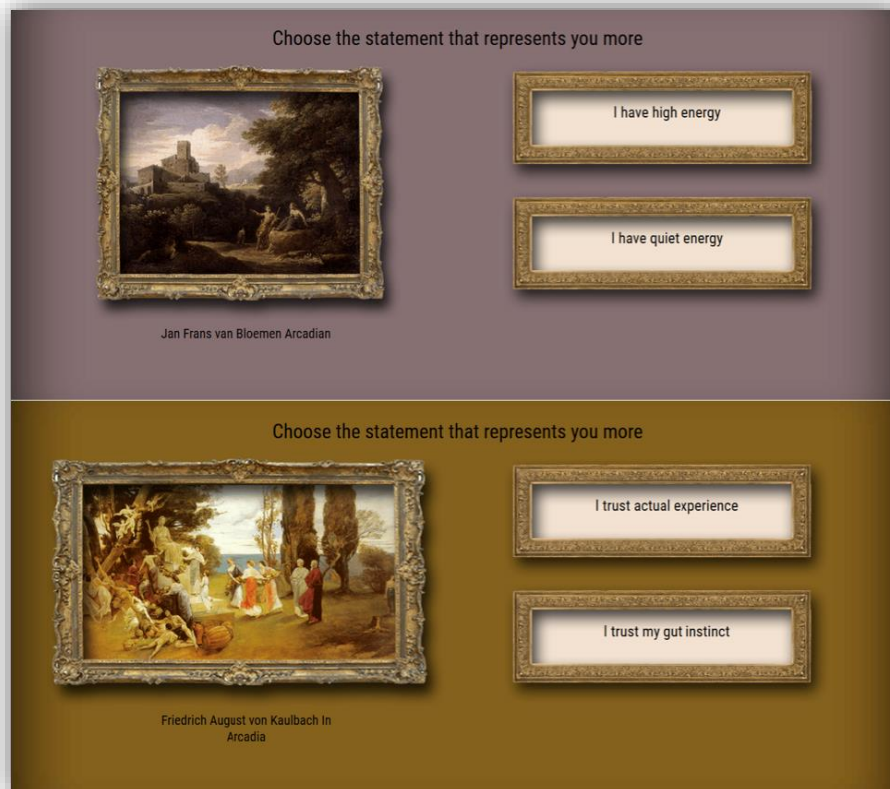 Choose the statement that represents you more
I have high energy
I have quiet energy
Jan Frans van Bloemen Arcadian
Choose the statement that represents you more
I trust actual experience
I trust my gut instinct
Friedrich August von Kaulbach In
Arcadia